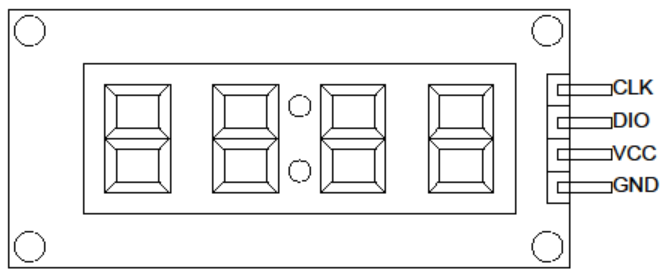 CLK
DIO
VCC
GND